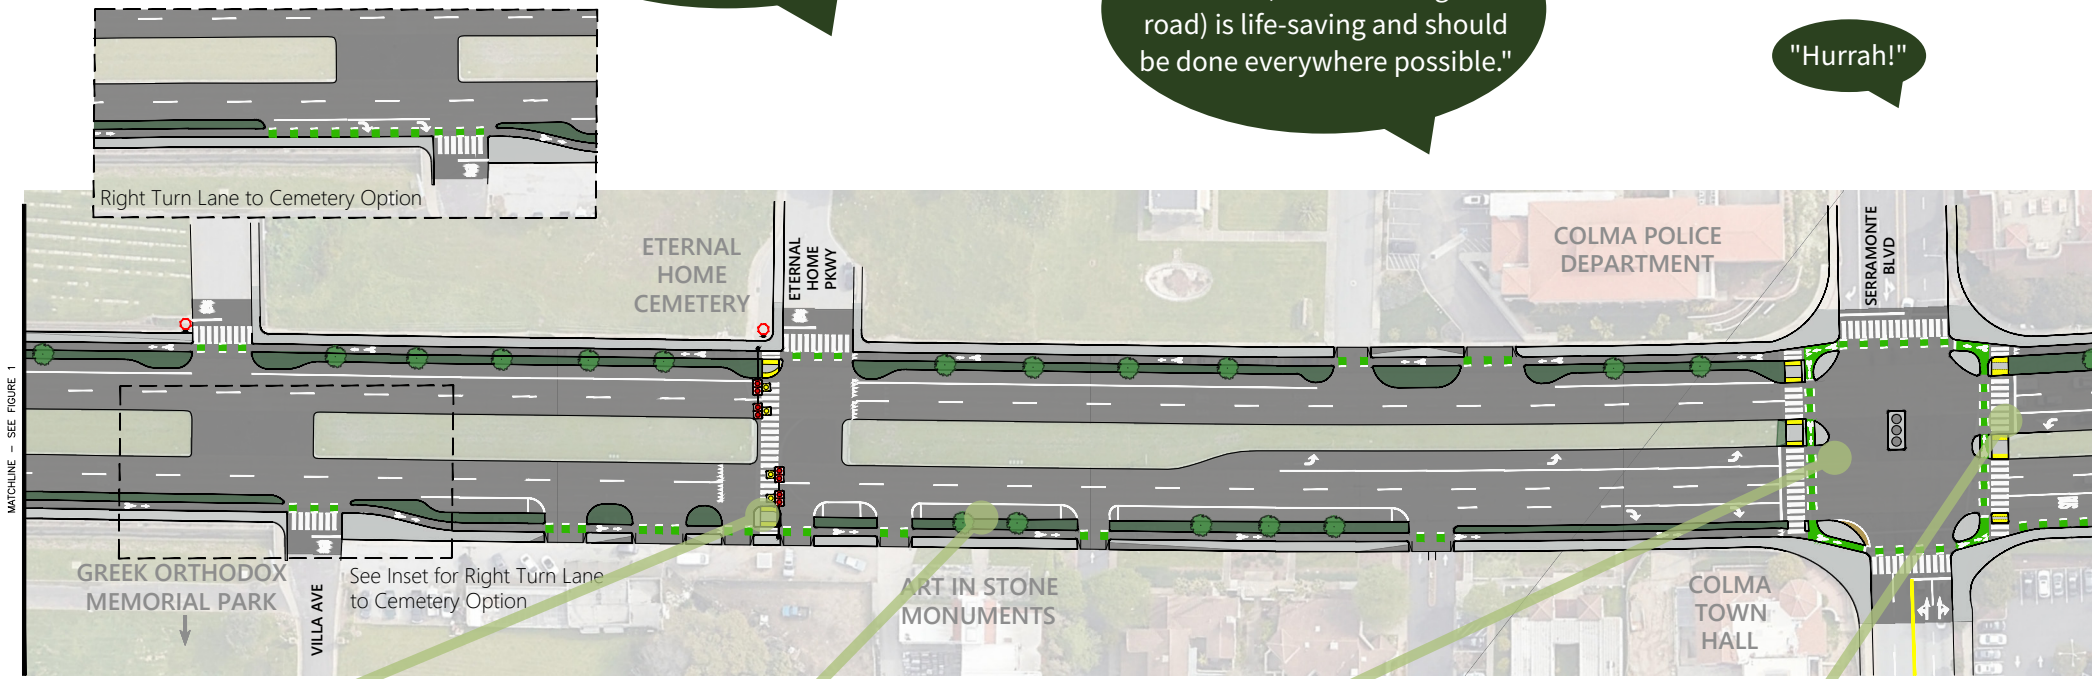 road) is life-saving and should
be done everywhere possible."
"Hurrah!"
Right Turn Lane to Cemetery Option
ETERNAL
HOME
CEMETERY
ETERNAL
HOME
PKWY
COLMA POLICE
DEPARTMENT
SERRAMONTE
BLVD
MATCHLINE – SEE FIGURE 1
GREEK ORTHODOX
MEMORIAL PARK
VILLA AVE
See Inset for Right Turn Lane
to Cemetery Option
ART IN STONE
MONUMENTS
COLMA
TOWN
HALL